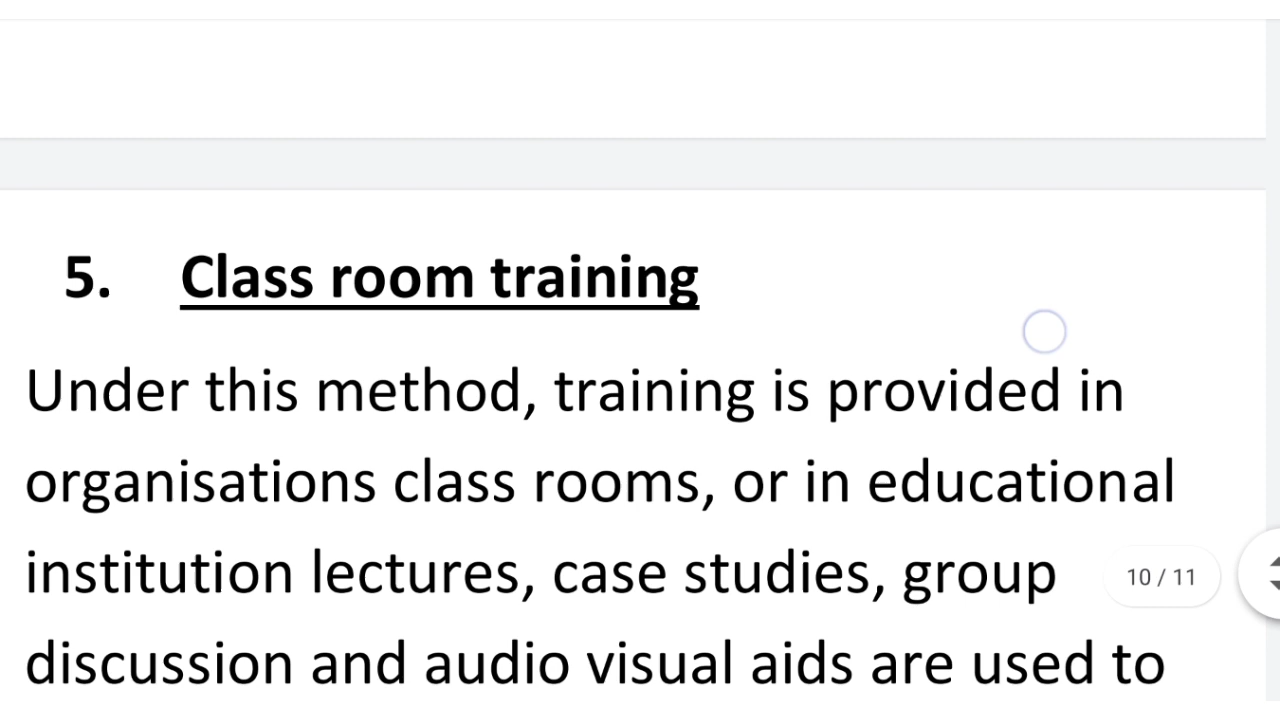 5. Class room training
Under this method, training is provided in
organisations class rooms, or in educational
institution lectures, case studies, group
10 / 11
discussion and audio visual aids are used to